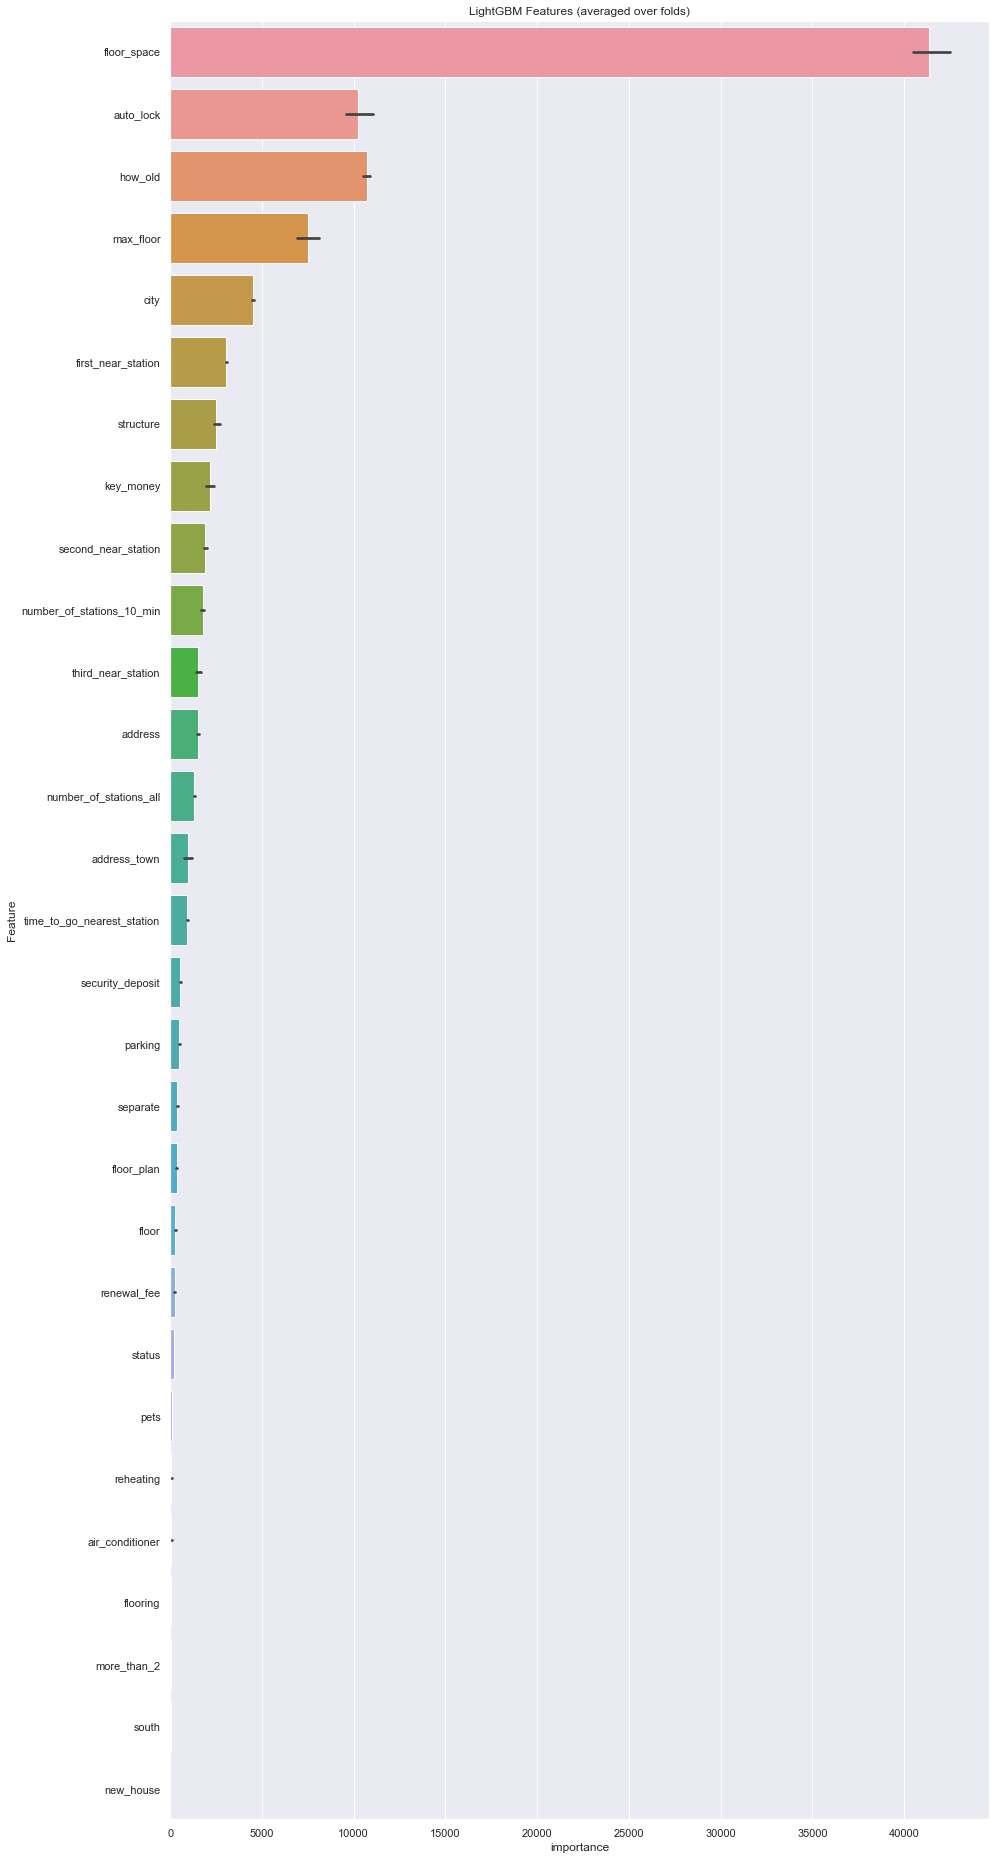 LightGBM Features (averaged over folds)
floor_space
auto_lock
how_old
max_floor
city
first_near_station
structure
key_money
second_near_station
number_of_stations_10_min
third_near_station
address
number_of_stations_all
address_town
Feature
time_to_go_nearest_station
security_deposit
parking
separate
floor_plan
floor
renewal_fee
status
pets
reheating
air_conditioner
flooring
more_than_2
south
new_house
0 5000 10000 15000 20000 25000 30000 35000 40000
importance